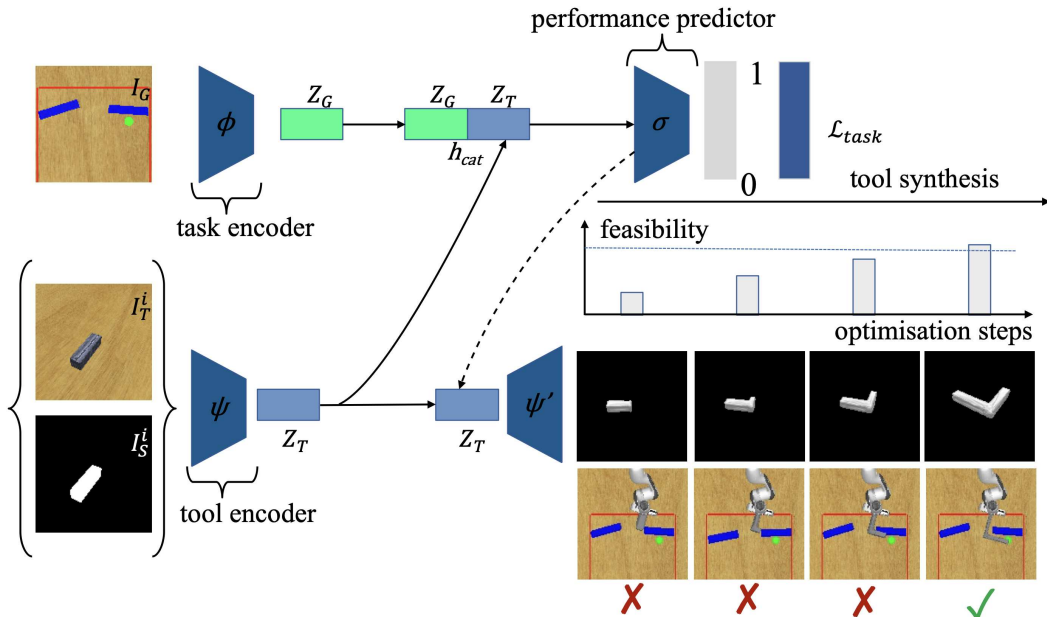 performance predictor
I_G
ϕ
Z_G
Z_G
Z_T
h_cat
σ
1
0
ℒ_task
task encoder
tool synthesis
feasibility
optimisation steps
I_T^i
I_S^i
ψ
Z_T
Z_T
ψ’
tool encoder